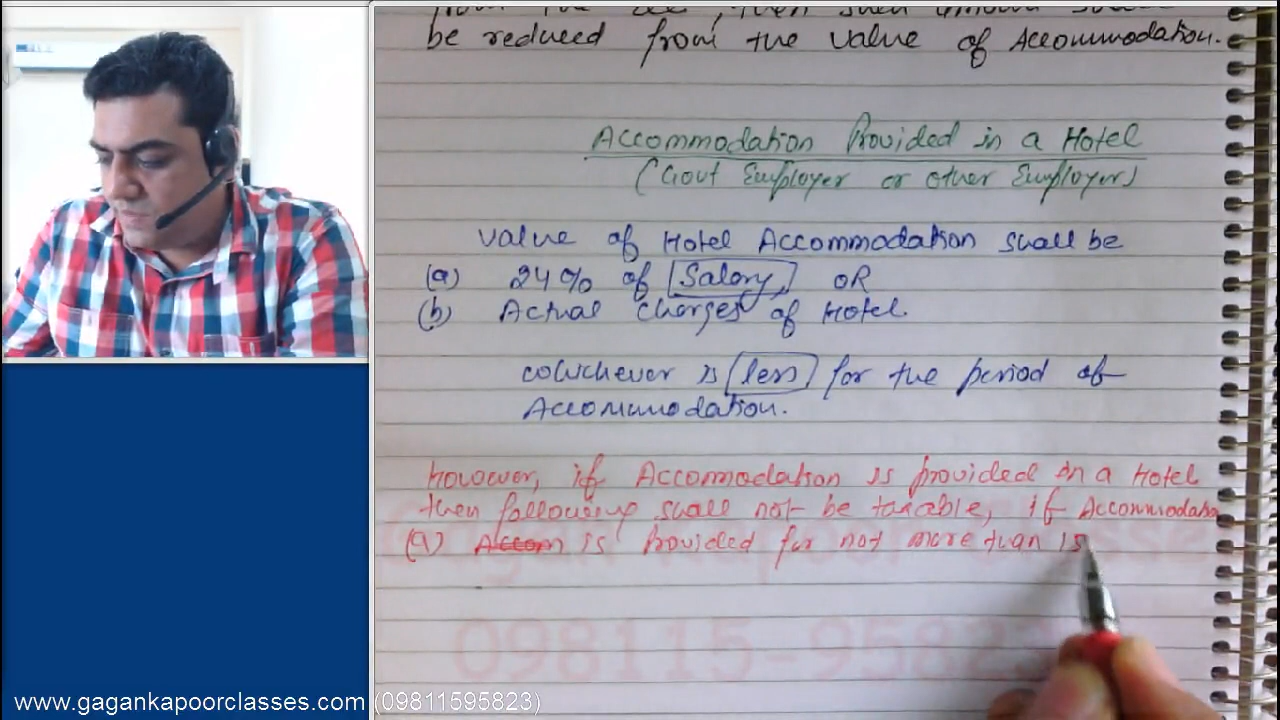 be reduced from the value of Accommodation.
Accommodation Provided in a Hotel
(Govt Employer or other Employer)
Value of Hotel Accommodation shall be
(a) 24% of Salary, OR
(b) Actual Charges of Hotel.
whichever is less for the period of
Accommodation.
However, if Accommodation is provided in a Hotel
then following shall not be taxable, if Accommodation
(a) Accom is Provided for not more than 15
098115-9582
www.gagankapoorclasses.com (09811595823)